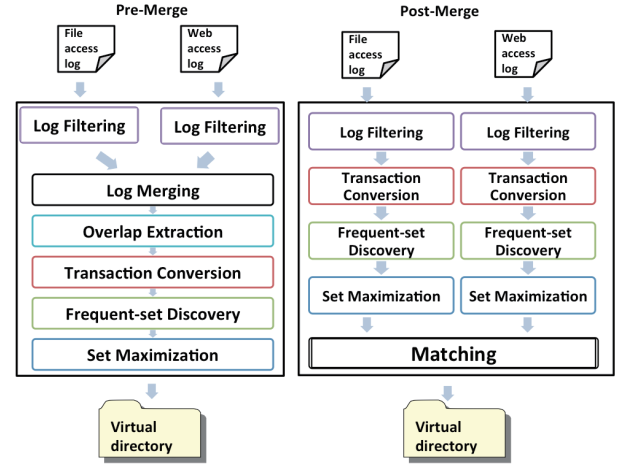 Pre-Merge
File
access
log
Web
access
log
Log Filtering
Log Filtering
Log Merging
Overlap Extraction
Transaction Conversion
Frequent-set Discovery
Set Maximization
Virtual
directory
Post-Merge
File
access
log
Web
access
log
Log Filtering
Log Filtering
Transaction
Conversion
Transaction
Conversion
Frequent-set
Discovery
Frequent-set
Discovery
Set Maximization
Set Maximization
Matching
Virtual
directory